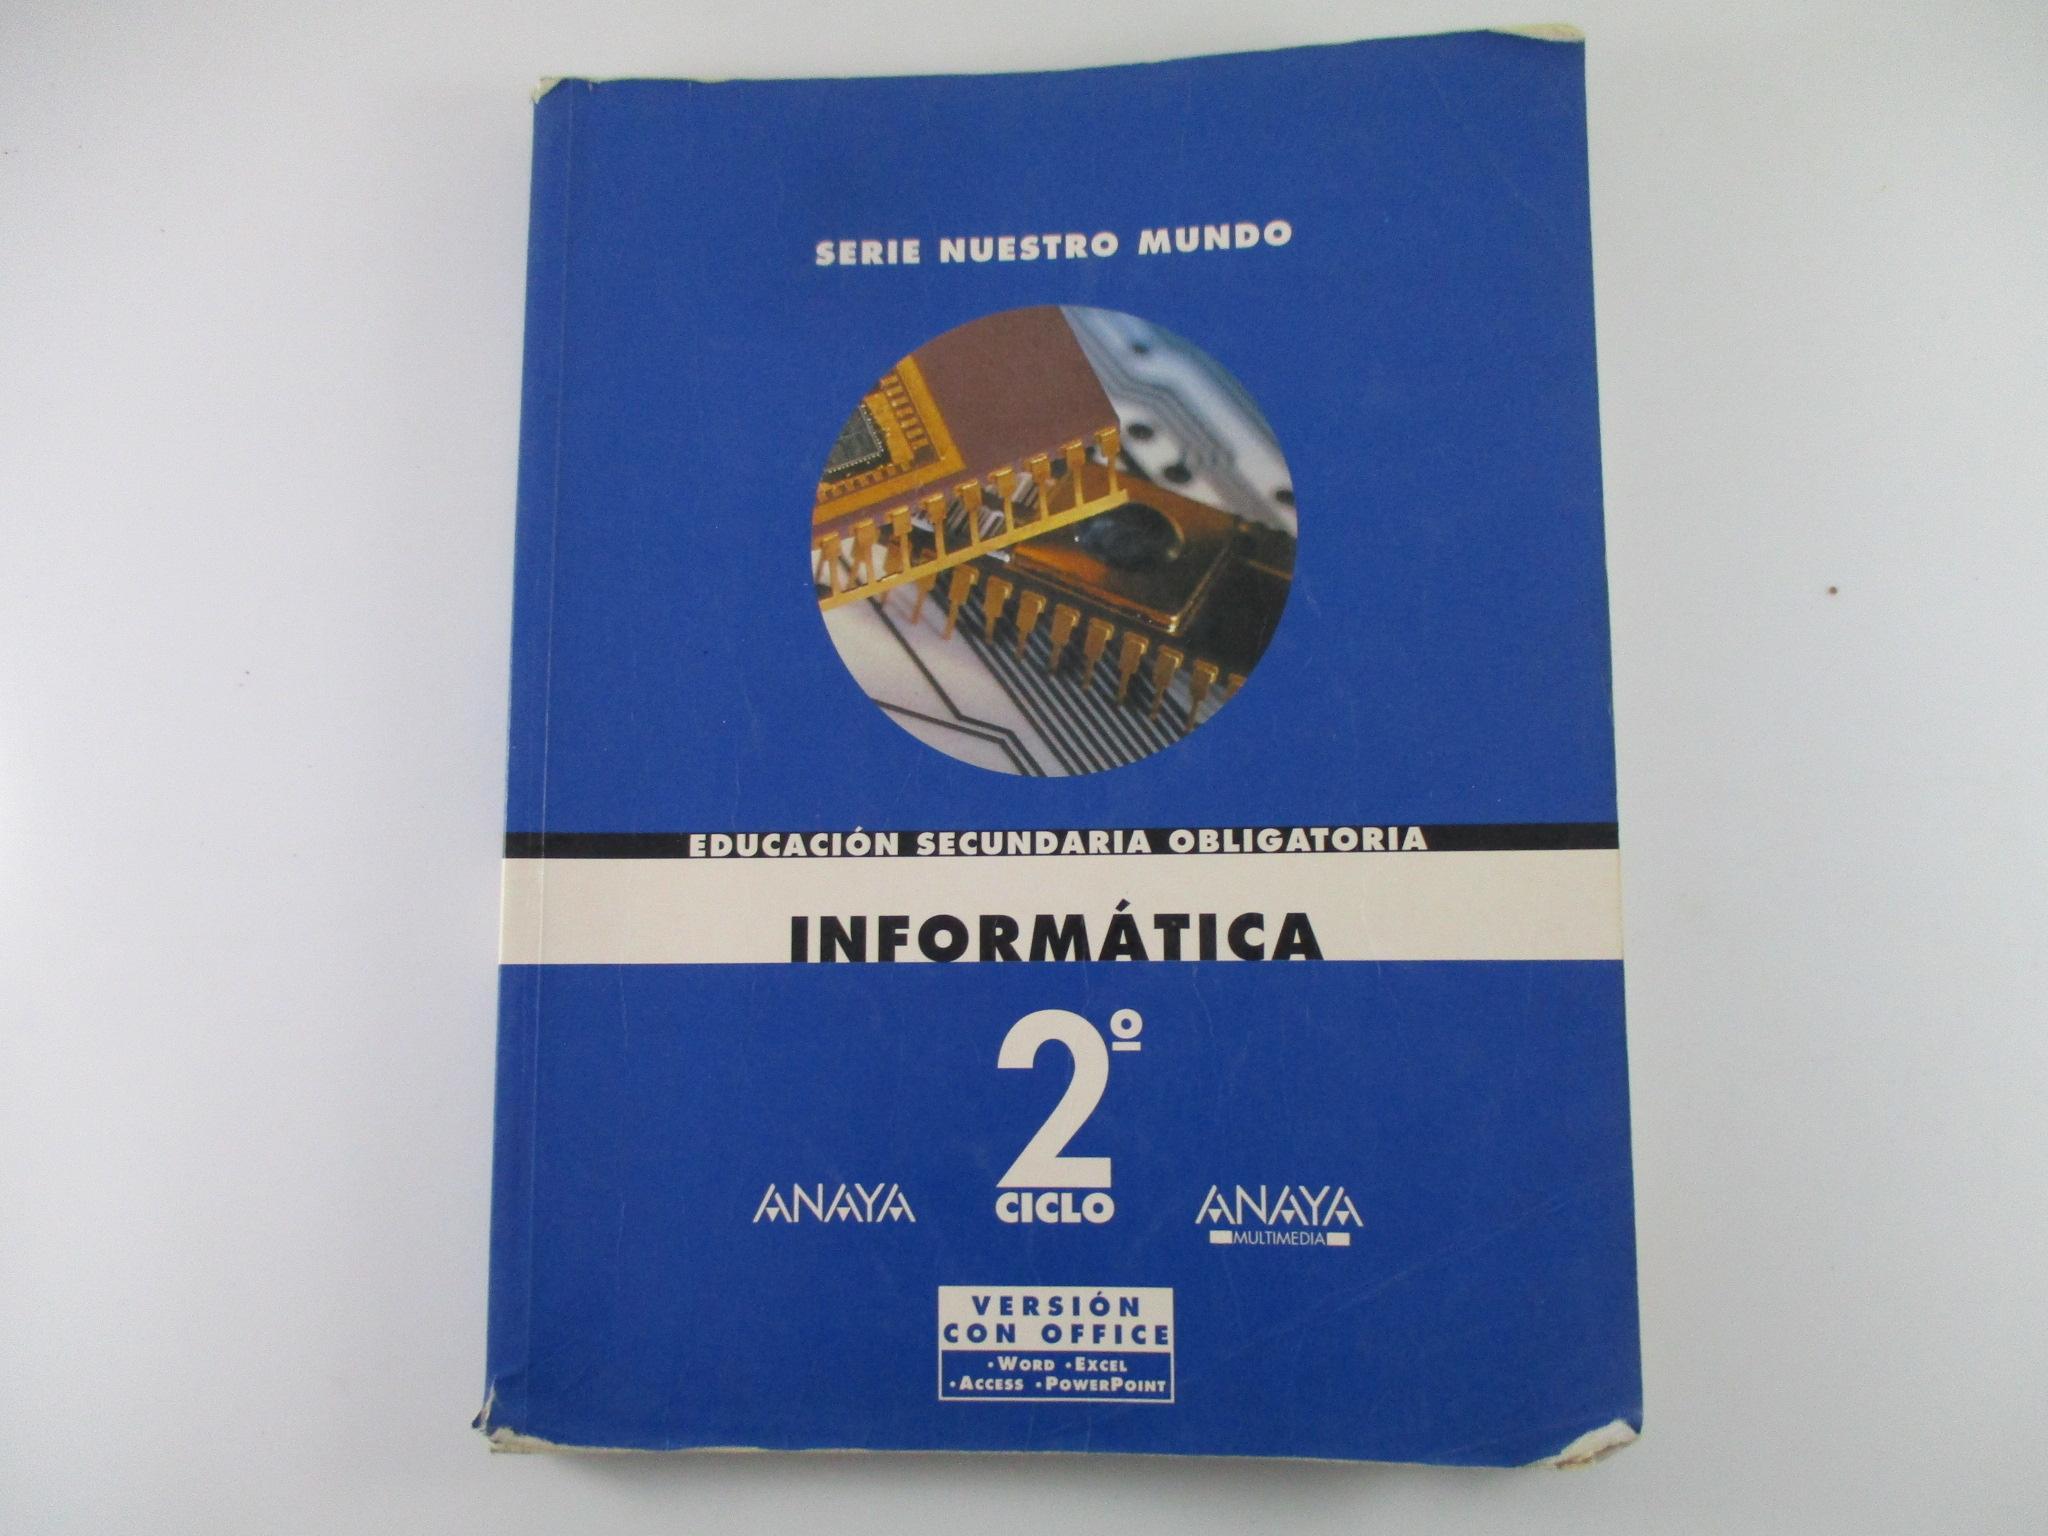 SERIE NUESTRO MUNDO
EDUCACIÓN SECUNDARIA OBLIGATORIA
INFORMÁTICA
2º
CICLO
ANAYA
ANAYA
MULTIMEDIA
VERSIÓN
CON OFFICE
• WORD • EXCEL
• ACCESS • POWERPOINT